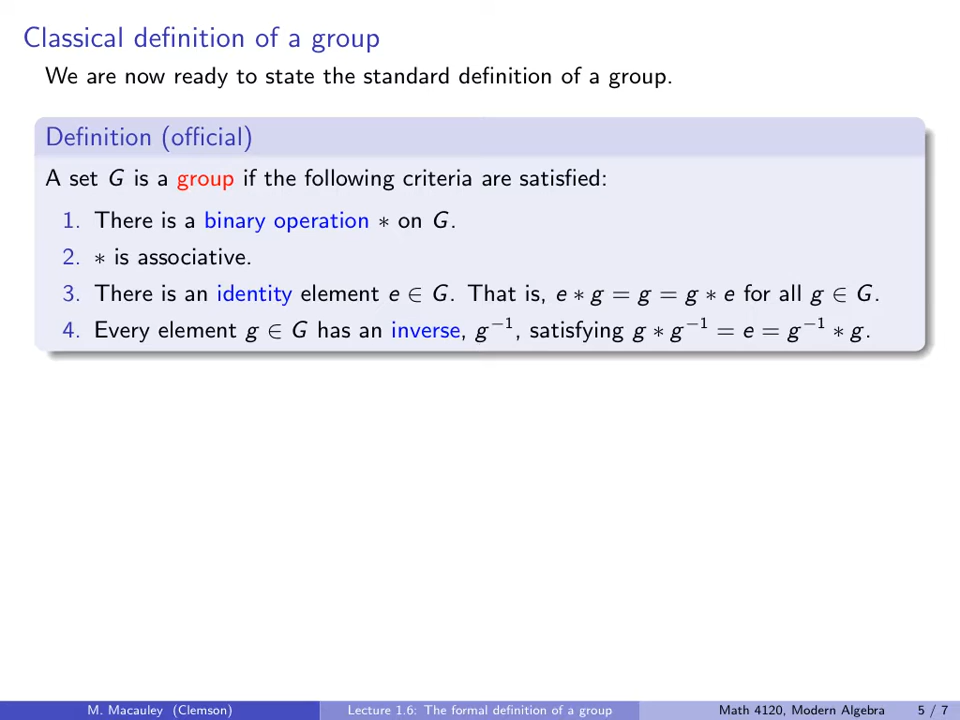 Classical definition of a group
We are now ready to state the standard definition of a group.
Definition (official)
A set G is a group if the following criteria are satisfied:
1. There is a binary operation ∗ on G.
2. ∗ is associative.
3. There is an identity element e ∈ G. That is, e ∗ g = g = g ∗ e for all g ∈ G.
4. Every element g ∈ G has an inverse, g⁻¹, satisfying g ∗ g⁻¹ = e = g⁻¹ ∗ g.
M. Macauley (Clemson) Lecture 1.6: The formal definition of a group Math 4120, Modern Algebra 5 / 7